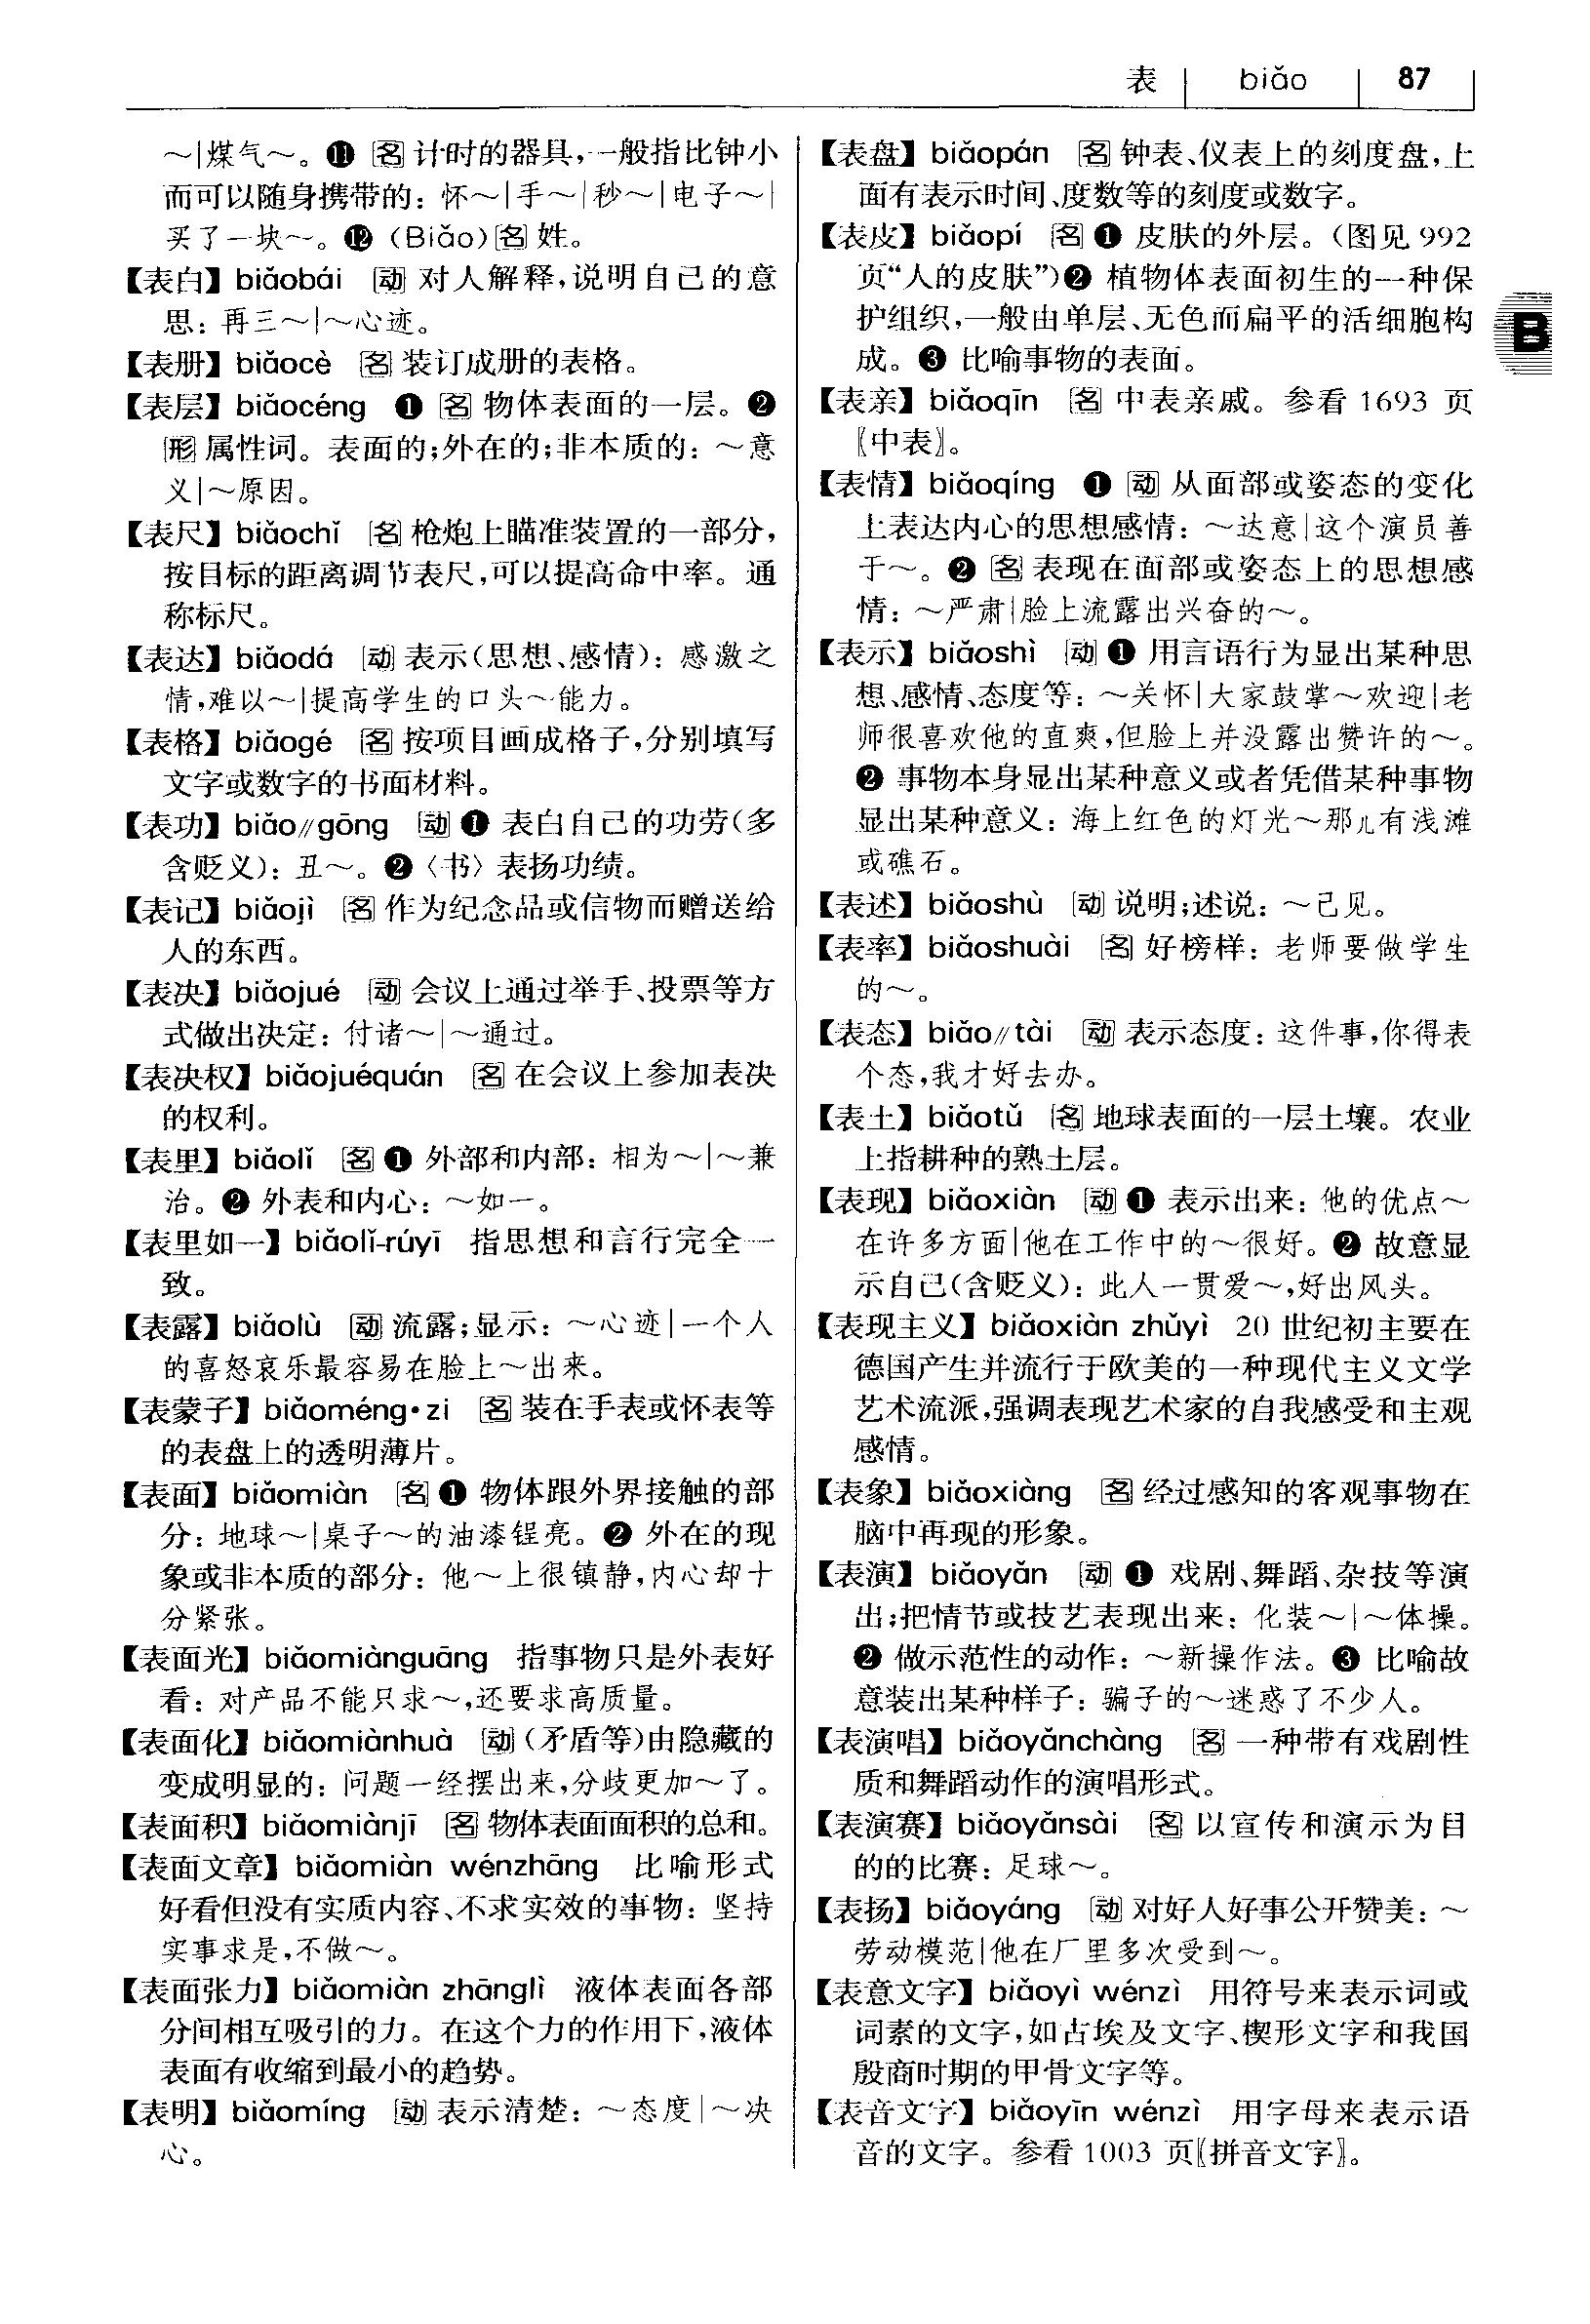 表 | biǎo | 87
～|煤气～。⓫ 名 计时的器具,一般指比钟小
而可以随身携带的：怀～|手～|秒～|电子～|
买了一块～。⓬ (Biǎo) 名 姓。
【表白】biǎobái 动 对人解释,说明自己的意
思：再三～|～心迹。
【表册】biǎocè 名 装订成册的表格。
【表层】biǎocéng ❶ 名 物体表面的一层。❷
形 属性词。表面的;外在的;非本质的：～意
义|～原因。
【表尺】biǎochǐ 名 枪炮上瞄准装置的一部分,
按目标的距离调节表尺,可以提高命中率。通
称标尺。
【表达】biǎodá 动 表示(思想、感情)：感激之
情,难以～|提高学生的口头～能力。
【表格】biǎogé 名 按项目画成格子,分别填写
文字或数字的书面材料。
【表功】biǎo∥gōng 动 ❶ 表白自己的功劳(多
含贬义)：丑～。❷〈书〉表扬功绩。
【表记】biǎojì 名 作为纪念品或信物而赠送给
人的东西。
【表决】biǎojué 动 会议上通过举手、投票等方
式做出决定：付诸～|～通过。
【表决权】biǎojuéquán 名 在会议上参加表决
的权利。
【表里】biǎolǐ 名 ❶ 外部和内部：相为～|～兼
治。❷ 外表和内心：～如一。
【表里如一】biǎolǐ-rúyī 指思想和言行完全一
致。
【表露】biǎolù 动 流露;显示：～心迹|一个人
的喜怒哀乐最容易在脸上～出来。
【表蒙子】biǎoméng·zi 名 装在手表或怀表等
的表盘上的透明薄片。
【表面】biǎomiàn 名 ❶ 物体跟外界接触的部
分：地球～|桌子～的油漆锃亮。❷ 外在的现
象或非本质的部分：他～上很镇静,内心却十
分紧张。
【表面光】biǎomiànguāng 指事物只是外表好
看：对产品不能只求～,还要求高质量。
【表面化】biǎomiànhuà 动 (矛盾等)由隐藏的
变成明显的：问题一经摆出来,分歧更加～了。
【表面积】biǎomiànjī 名 物体表面面积的总和。
【表面文章】biǎomiàn wénzhāng 比喻形式
好看但没有实质内容、不求实效的事物：坚持
实事求是,不做～。
【表面张力】biǎomiàn zhānglì 液体表面各部
分间相互吸引的力。在这个力的作用下,液体
表面有收缩到最小的趋势。
【表明】biǎomíng 动 表示清楚：～态度|～决
心。
【表盘】biǎopán 名 钟表、仪表上的刻度盘,上
面有表示时间、度数等的刻度或数字。
【表皮】biǎopí 名 ❶ 皮肤的外层。(图见 992
页“人的皮肤”)❷ 植物体表面初生的一种保
护组织,一般由单层、无色而扁平的活细胞构
成。❸ 比喻事物的表面。
【表亲】biǎoqīn 名 中表亲戚。参看 1693 页
〖中表〗。
【表情】biǎoqíng ❶ 动 从面部或姿态的变化
上表达内心的思想感情：～达意|这个演员善
于～。❷ 名 表现在面部或姿态上的思想感
情：～严肃|脸上流露出兴奋的～。
【表示】biǎoshì 动 ❶ 用言语行为显出某种思
想、感情、态度等：～关怀|大家鼓掌～欢迎|老
师很喜欢他的直爽,但脸上并没露出赞许的～。
❷ 事物本身显出某种意义或者凭借某种事物
显出某种意义：海上红色的灯光～那儿有浅滩
或礁石。
【表述】biǎoshù 动 说明;述说：～己见。
【表率】biǎoshuài 名 好榜样：老师要做学生
的～。
【表态】biǎo∥tài 动 表示态度：这件事,你得表
个态,我才好去办。
【表土】biǎotǔ 名 地球表面的一层土壤。农业
上指耕种的熟土层。
【表现】biǎoxiàn 动 ❶ 表示出来：他的优点～
在许多方面|他在工作中的～很好。❷ 故意显
示自己(含贬义)：此人一贯爱～,好出风头。
【表现主义】biǎoxiàn zhǔyì 20 世纪初主要在
德国产生并流行于欧美的一种现代主义文学
艺术流派,强调表现艺术家的自我感受和主观
感情。
【表象】biǎoxiàng 名 经过感知的客观事物在
脑中再现的形象。
【表演】biǎoyǎn 动 ❶ 戏剧、舞蹈、杂技等演
出;把情节或技艺表现出来：化装～|～体操。
❷ 做示范性的动作：～新操作法。❸ 比喻故
意装出某种样子：骗子的～迷惑了不少人。
【表演唱】biǎoyǎnchàng 名 一种带有戏剧性
质和舞蹈动作的演唱形式。
【表演赛】biǎoyǎnsài 名 以宣传和演示为目
的的比赛：足球～。
【表扬】biǎoyáng 动 对好人好事公开赞美：～
劳动模范|他在厂里多次受到～。
【表意文字】biǎoyì wénzì 用符号来表示词或
词素的文字,如古埃及文字、楔形文字和我国
殷商时期的甲骨文字等。
【表音文字】biǎoyīn wénzì 用字母来表示语
音的文字。参看 1003 页〖拼音文字〗。
B